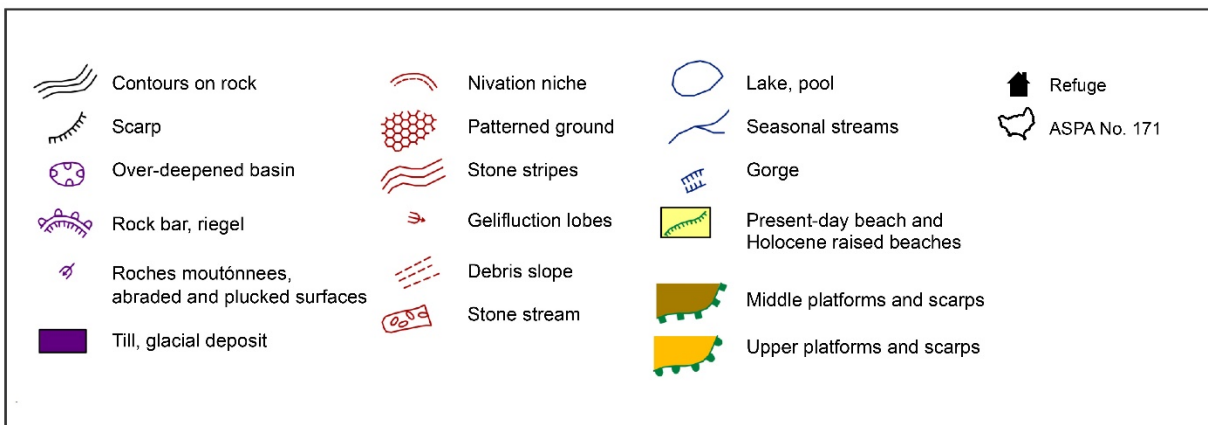 Contours on rock
Scarp
Over-deepened basin
Rock bar, riegel
Roches moutónnees,
abraded and plucked surfaces
Till, glacial deposit
Nivation niche
Patterned ground
Stone stripes
Gelifluction lobes
Debris slope
Stone stream
Lake, pool
Seasonal streams
Gorge
Present-day beach and
Holocene raised beaches
Middle platforms and scarps
Upper platforms and scarps
Refuge
ASPA No. 171